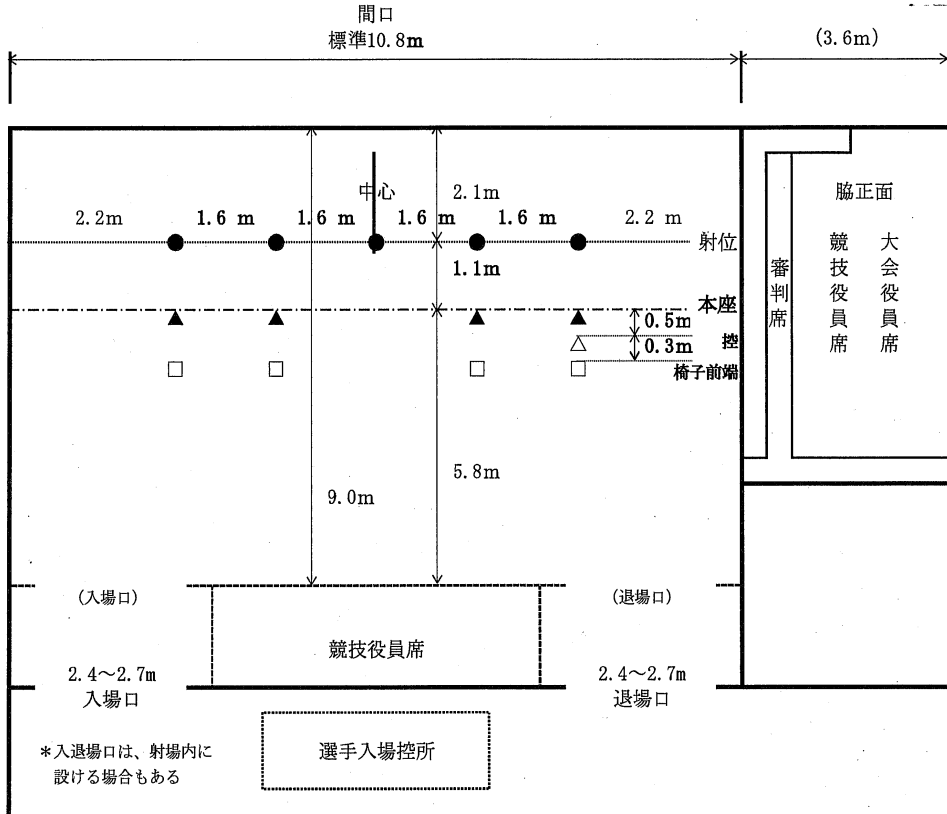 間口
標準10.8m
(3.6m)
中心
2.1m
脇正面
2.2m
1.6 m
1.6 m
1.6 m
1.6 m
2.2 m
射位
大会役員席
競技役員席
審判席
1.1m
本座
0.5m
控
0.3m
椅子前端
5.8m
9.0m
(入場口)
(退場口)
競技役員席
2.4〜2.7m
入場口
2.4〜2.7m
退場口
選手入場控所
*入退場口は、射場内に
設ける場合もある